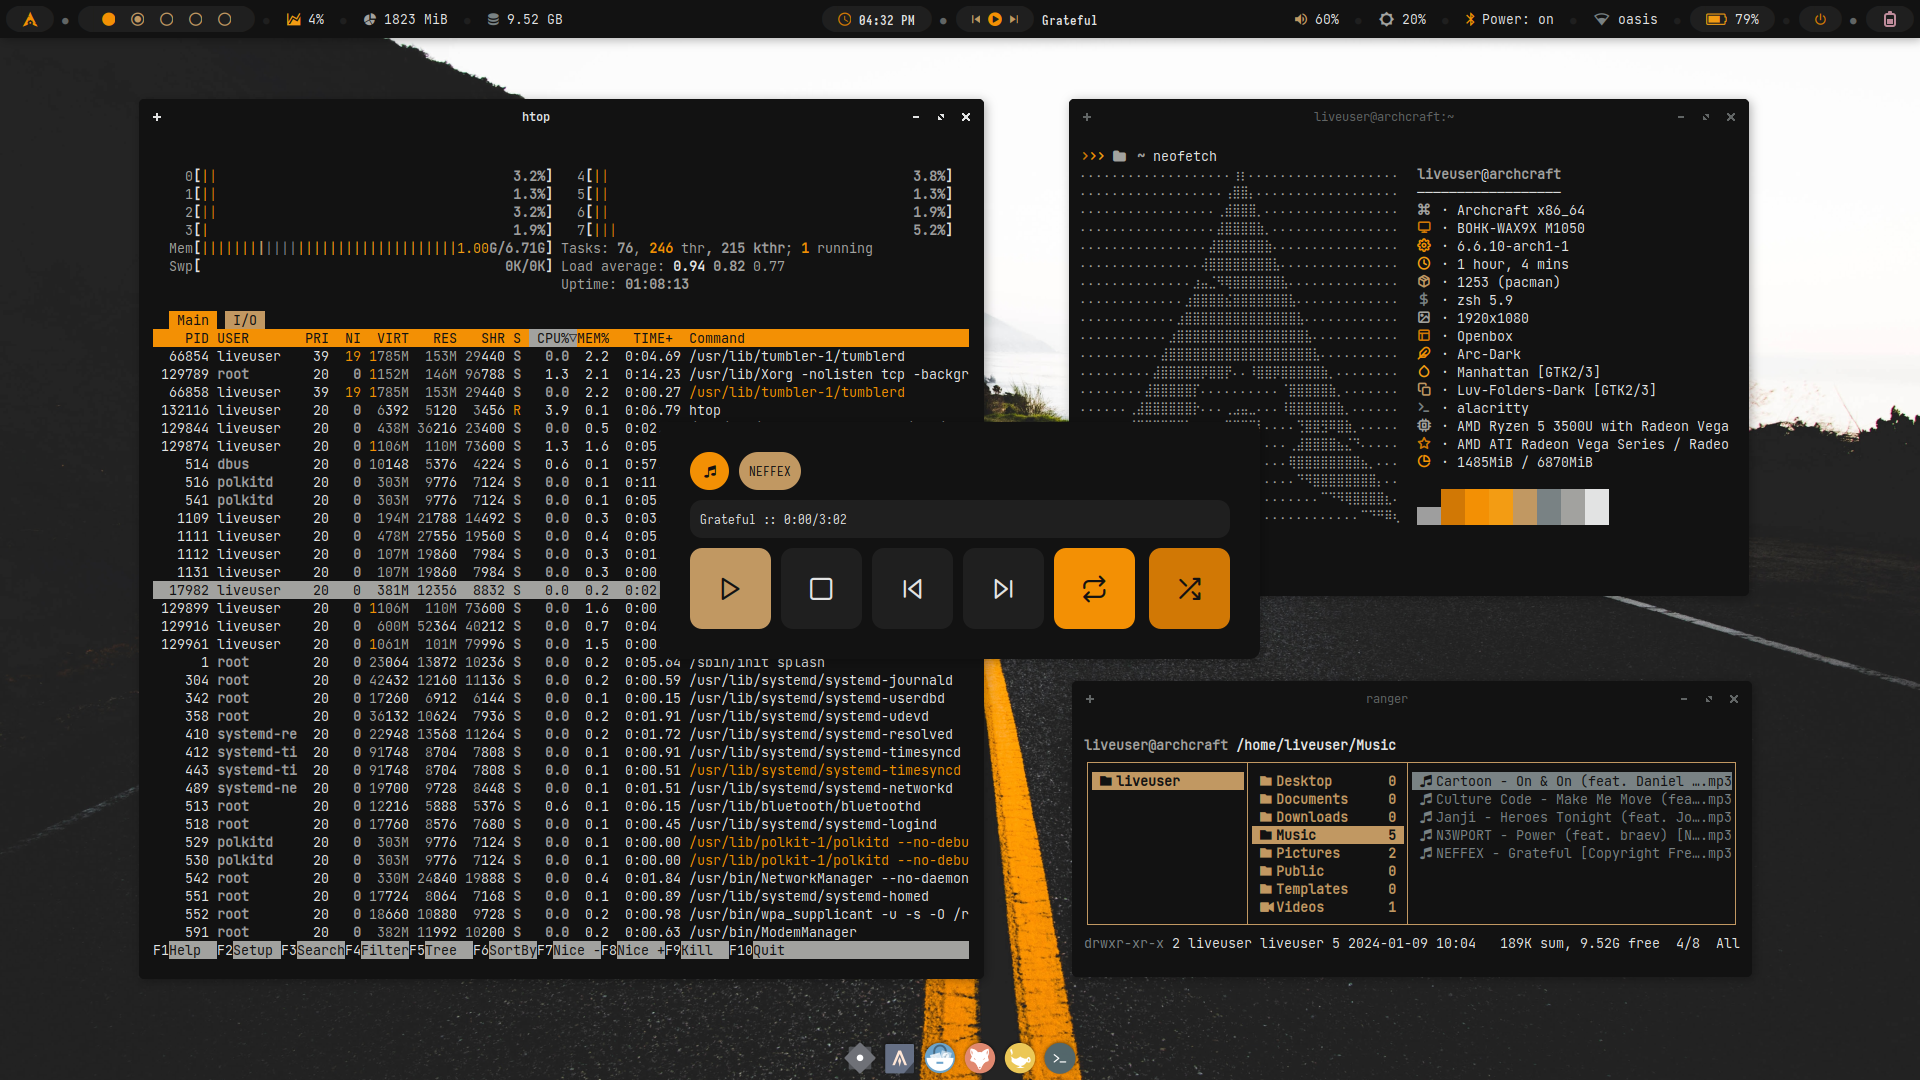 4%
1823 MiB
9.52 GB
04:32 PM
Grateful
60%
20%
Power: on
oasis
79%
htop
0[|| 3.2%] 4[|| 3.8%]
1[|| 1.3%] 5[|| 1.3%]
2[|| 3.2%] 6[|| 1.9%]
3[| 1.9%] 7[||| 5.2%]
Mem[||||||||||||||||||||||||||||||||1.00G/6.71G] Tasks: 76, 246 thr, 215 kthr; 1 running
Swp[ 0K/0K] Load average: 0.94 0.82 0.77
Uptime: 01:08:13
Main I/O
PID USER PRI NI VIRT RES SHR S CPU%▽MEM% TIME+ Command
66854 liveuser 39 19 1785M 153M 29440 S 0.0 2.2 0:04.69 /usr/lib/tumbler-1/tumblerd
129789 root 20 0 1152M 146M 96788 S 1.3 2.1 0:14.23 /usr/lib/Xorg -nolisten tcp -backgr
66858 liveuser 39 19 1785M 153M 29440 S 0.0 2.2 0:00.27 /usr/lib/tumbler-1/tumblerd
132116 liveuser 20 0 6392 5120 3456 R 3.9 0.1 0:06.79 htop
129844 liveuser 20 0 438M 36216 23400 S 0.0 0.5 0:02
129874 liveuser 20 0 1106M 110M 73600 S 1.3 1.6 0:05
514 dbus 20 0 10148 5376 4224 S 0.6 0.1 0:57
516 polkitd 20 0 303M 9776 7124 S 0.0 0.1 0:11
541 polkitd 20 0 303M 9776 7124 S 0.0 0.1 0:05
1109 liveuser 20 0 194M 21788 14492 S 0.0 0.3 0:03
1111 liveuser 20 0 478M 27556 19560 S 0.0 0.4 0:05
1112 liveuser 20 0 107M 19860 7984 S 0.0 0.3 0:01
1131 liveuser 20 0 107M 19860 7984 S 0.0 0.3 0:00
17982 liveuser 20 0 381M 12356 8832 S 0.0 0.2 0:02
129899 liveuser 20 0 1106M 110M 73600 S 0.0 1.6 0:00
129916 liveuser 20 0 600M 52364 40212 S 0.0 0.7 0:04
129961 liveuser 20 0 1061M 101M 79996 S 0.0 1.5 0:00
1 root 20 0 23064 13872 10236 S 0.0 0.2 0:05.64 /sbin/init splash
304 root 20 0 42432 12160 11136 S 0.0 0.2 0:00.59 /usr/lib/systemd/systemd-journald
342 root 20 0 17260 6912 6144 S 0.0 0.1 0:00.15 /usr/lib/systemd/systemd-userdbd
358 root 20 0 36132 10624 7936 S 0.0 0.2 0:01.91 /usr/lib/systemd/systemd-udevd
410 systemd-re 20 0 22948 13568 11264 S 0.0 0.2 0:01.72 /usr/lib/systemd/systemd-resolved
412 systemd-ti 20 0 91748 8704 7808 S 0.0 0.1 0:00.91 /usr/lib/systemd/systemd-timesyncd
443 systemd-ti 20 0 91748 8704 7808 S 0.0 0.1 0:00.51 /usr/lib/systemd/systemd-timesyncd
489 systemd-ne 20 0 19700 9728 8448 S 0.0 0.1 0:01.51 /usr/lib/systemd/systemd-networkd
513 root 20 0 12216 5888 5376 S 0.6 0.1 0:06.15 /usr/lib/bluetooth/bluetoothd
518 root 20 0 17760 8576 7680 S 0.0 0.1 0:00.45 /usr/lib/systemd/systemd-logind
529 polkitd 20 0 303M 9776 7124 S 0.0 0.1 0:00.00 /usr/lib/polkit-1/polkitd --no-debu
530 polkitd 20 0 303M 9776 7124 S 0.0 0.1 0:00.00 /usr/lib/polkit-1/polkitd --no-debu
542 root 20 0 330M 24840 19888 S 0.0 0.4 0:01.84 /usr/bin/NetworkManager --no-daemon
551 root 20 0 17724 8064 7168 S 0.0 0.1 0:00.89 /usr/lib/systemd/systemd-homed
552 root 20 0 18660 10880 9728 S 0.0 0.2 0:00.98 /usr/bin/wpa_supplicant -u -s -O /r
591 root 20 0 382M 11992 10200 S 0.0 0.2 0:00.63 /usr/bin/ModemManager
F1Help F2Setup F3SearchF4FilterF5Tree F6SortByF7Nice -F8Nice +F9Kill F10Quit
NEFFEX
Grateful :: 0:00/3:02
liveuser@archcraft:~
>>> ~ neofetch
liveuser@archcraft
· Archcraft x86_64
· BOHK-WAX9X M1050
· 6.6.10-arch1-1
· 1 hour, 4 mins
· 1253 (pacman)
· zsh 5.9
· 1920x1080
· Openbox
· Arc-Dark
· Manhattan [GTK2/3]
· Luv-Folders-Dark [GTK2/3]
· alacritty
· AMD Ryzen 5 3500U with Radeon Vega
· AMD ATI Radeon Vega Series / Radeo
· 1485MiB / 6870MiB
ranger
liveuser@archcraft /home/liveuser/Music
liveuser
Desktop 0
Documents 0
Downloads 0
Music 5
Pictures 2
Public 0
Templates 0
Videos 1
Cartoon - On & On (feat. Daniel ….mp3
Culture Code - Make Me Move (fea….mp3
Janji - Heroes Tonight (feat. Jo….mp3
N3WPORT - Power (feat. braev) [N….mp3
NEFFEX - Grateful [Copyright Fre….mp3
drwxr-xr-x 2 liveuser liveuser 5 2024-01-09 10:04 189K sum, 9.52G free 4/8 All